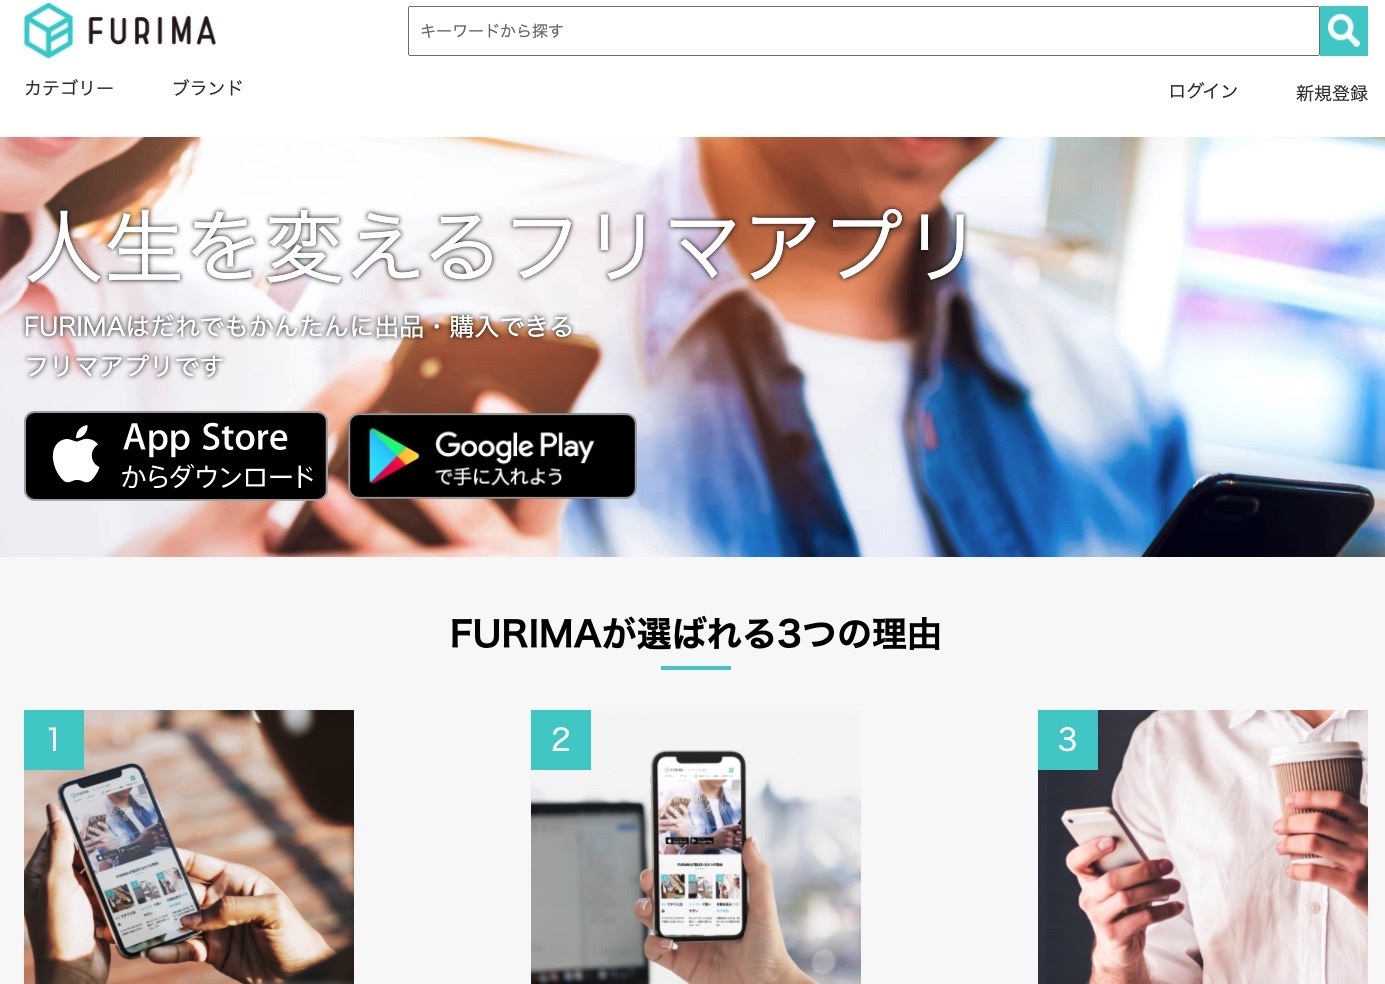 FURIMA
キーワードから探す
カテゴリー
ブランド
ログイン
新規登録
人生を変えるフリマアプリ
FURIMAはだれでもかんたんに出品・購入できる
フリマアプリです
App Store
からダウンロード
Google Play
で手に入れよう
FURIMAが選ばれる3つの理由
1
2
3